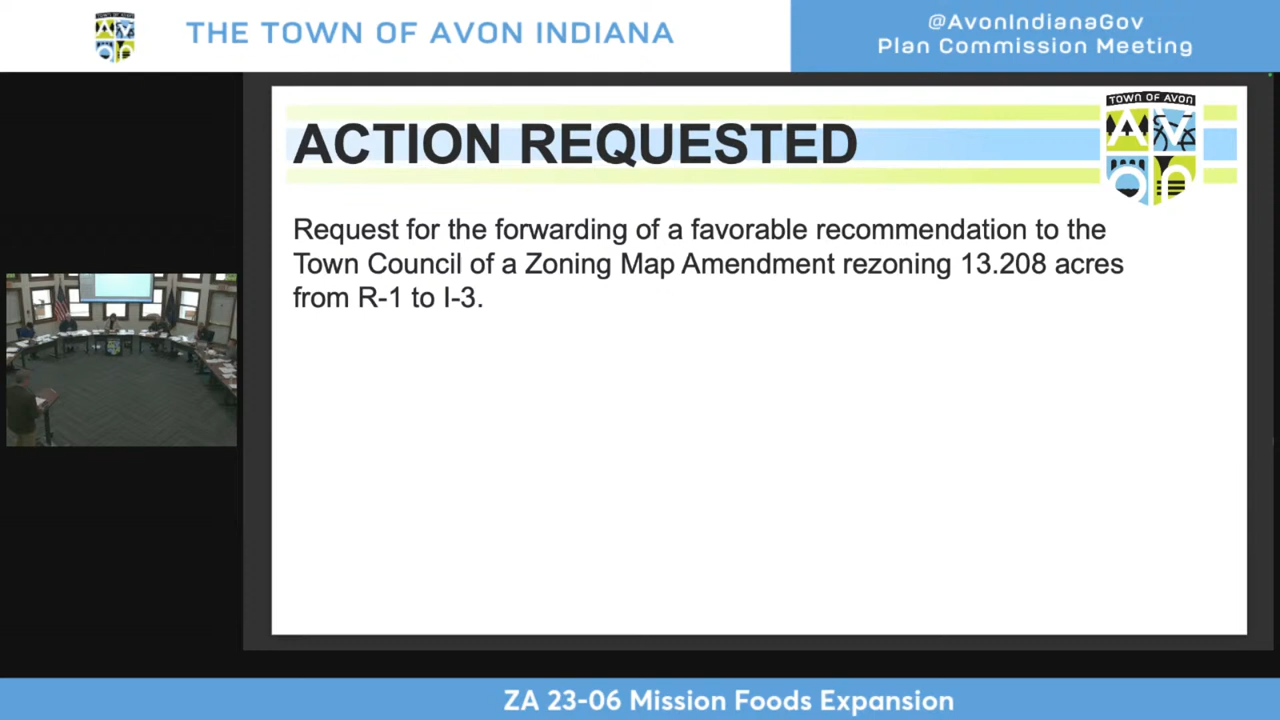 THE TOWN OF AVON INDIANA
@AvonIndianaGov
Plan Commission Meeting
TOWN OF AVON
AVON
ACTION REQUESTED
Request for the forwarding of a favorable recommendation to the
Town Council of a Zoning Map Amendment rezoning 13.208 acres
from R-1 to I-3.
ZA 23-06 Mission Foods Expansion